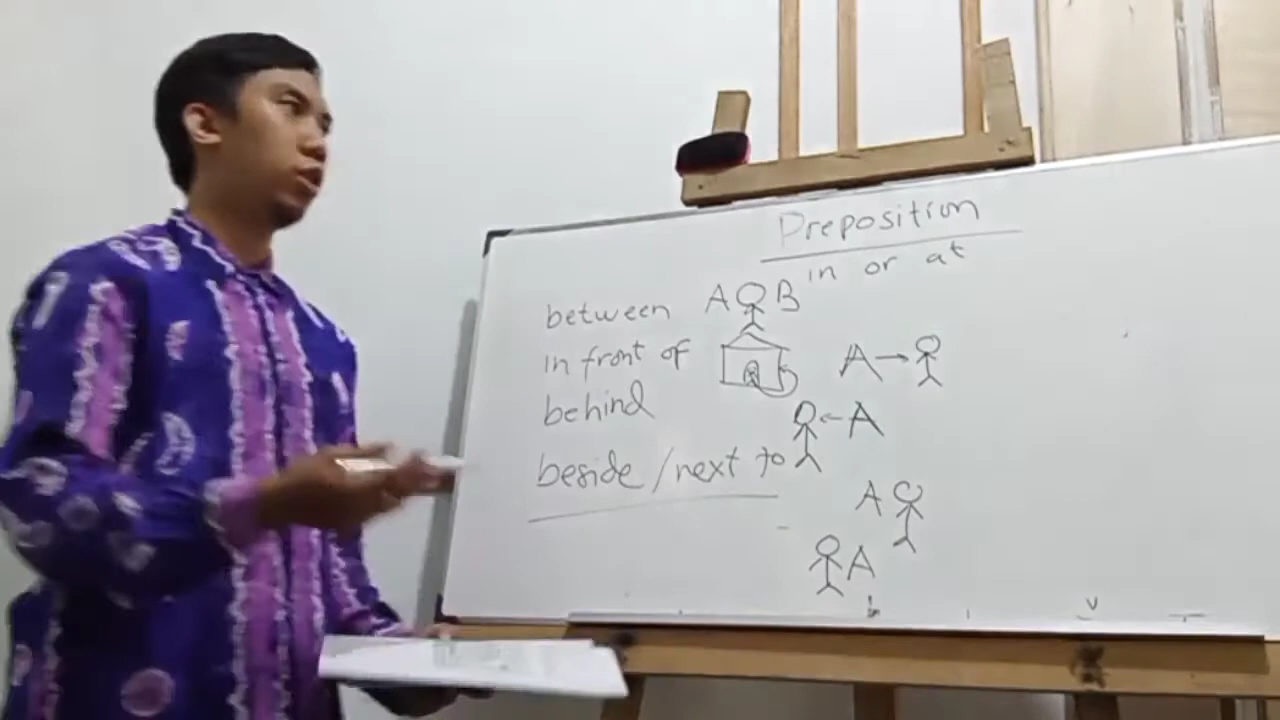 Preposition
in or at
between A B
in front of A
behind A
beside / next to
A
A